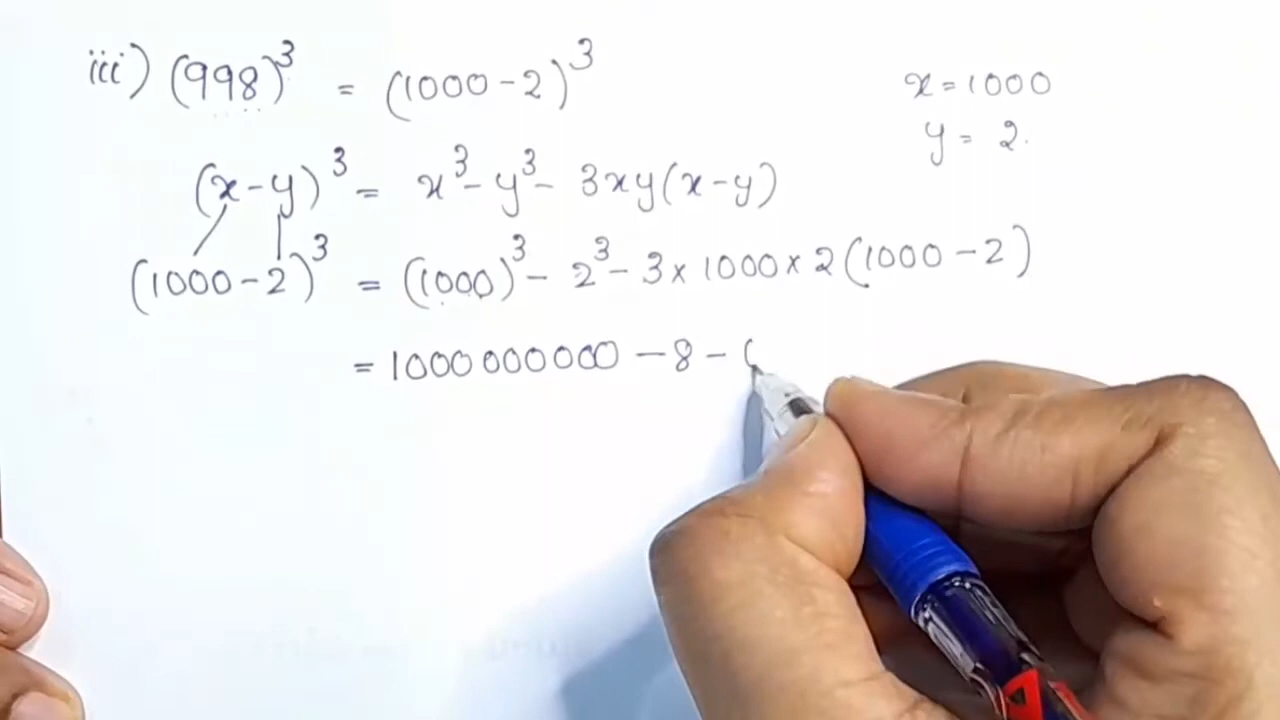 iii) (998)³ = (1000-2)³
x=1000
y= 2.
(x-y)³ = x³-y³- 3xy(x-y)
(1000-2)³ = (1000)³- 2³- 3×1000×2(1000-2)
= 1000000000 -8-